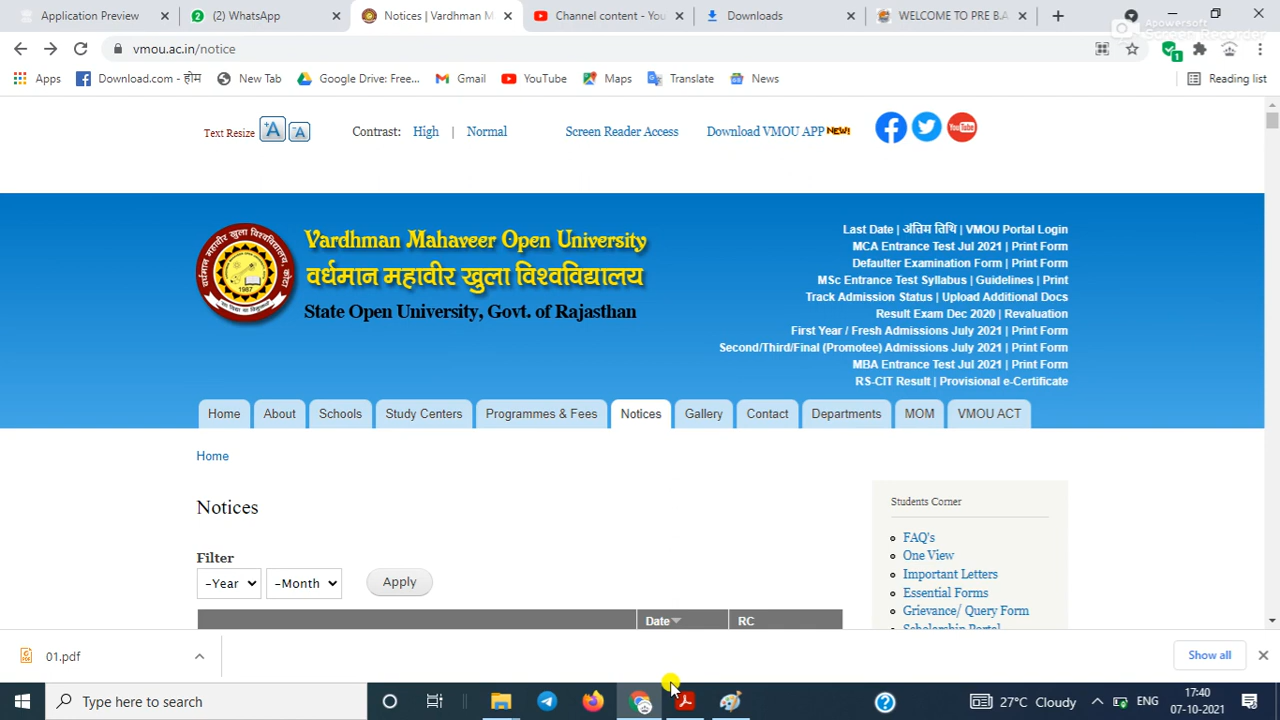 Application Preview
(2) WhatsApp
Notices | Vardhman M
Channel content - You
Downloads
WELCOME TO PRE B.A
Apowersoft
Screen Recorder
vmou.ac.in/notice
Apps
Download.com - होम
New Tab
Google Drive: Free...
Gmail
YouTube
Maps
Translate
News
Reading list
Text Resize
A+
A-
Contrast:
High
|
Normal
Screen Reader Access
Download VMOU APP NEW!
You Tube
Vardhman Mahaveer Open University
वर्धमान महावीर खुला विश्वविद्यालय
State Open University, Govt. of Rajasthan
1987
Last Date | अंतिम तिथि | VMOU Portal Login
MCA Entrance Test Jul 2021 | Print Form
Defaulter Examination Form | Print Form
MSc Entrance Test Syllabus | Guidelines | Print
Track Admission Status | Upload Additional Docs
Result Exam Dec 2020 | Revaluation
First Year / Fresh Admissions July 2021 | Print Form
Second/Third/Final (Promotee) Admissions July 2021 | Print Form
MBA Entrance Test Jul 2021 | Print Form
RS-CIT Result | Provisional e-Certificate
Home
About
Schools
Study Centers
Programmes & Fees
Notices
Gallery
Contact
Departments
MOM
VMOU ACT
Home
Notices
Filter
-Year
-Month
Apply
Date
RC
Students Corner
FAQ's
One View
Important Letters
Essential Forms
Grievance/ Query Form
Scholarship Portal
01.pdf
Show all
Type here to search
27°C Cloudy
ENG
17:40
07-10-2021